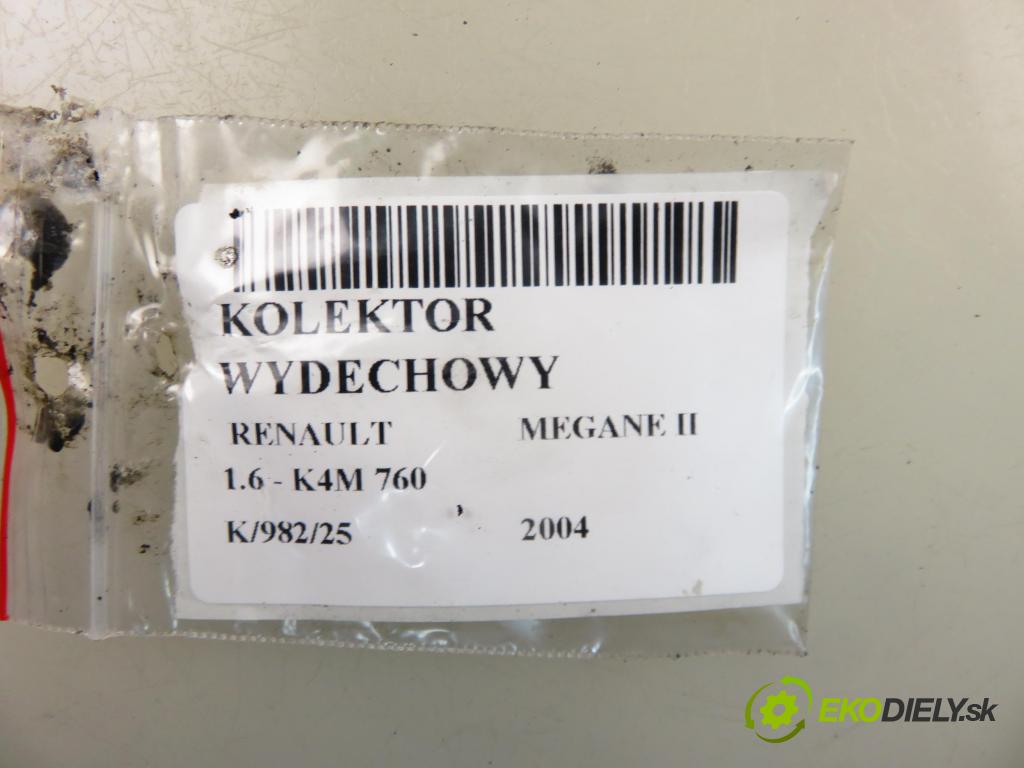 KOLEKTOR
WYDECHOWY
RENAULT MEGANE II
1.6 - K4M 760
K/982/25 2004
EKODIELY.sk